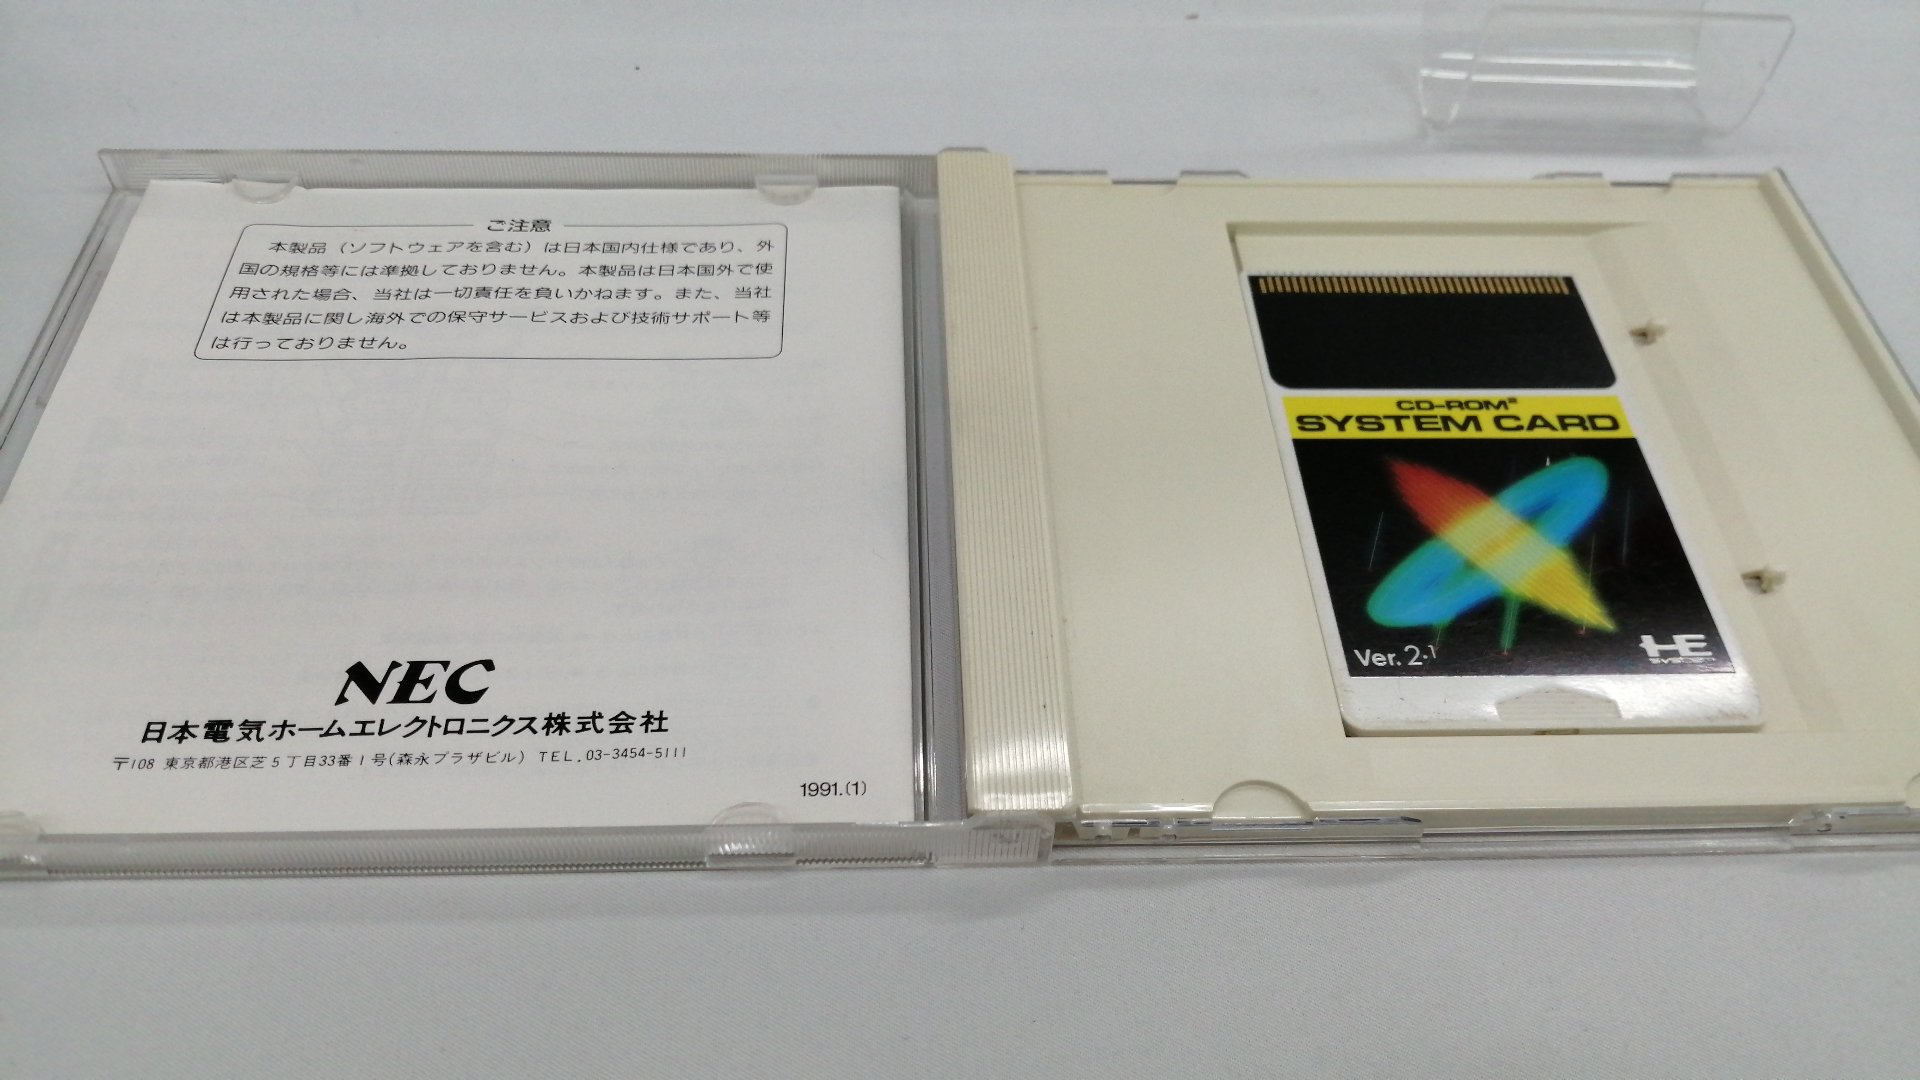 ご注意
本製品（ソフトウェアを含む）は日本国内仕様であり、外
国の規格等には準拠しておりません。本製品は日本国外で使
用された場合、当社は一切責任を負いかねます。また、当社
は本製品に関し海外での保守サービスおよび技術サポート等
は行っておりません。
NEC
日本電気ホームエレクトロニクス株式会社
〒108 東京都港区芝5丁目33番1号(森永プラザビル) TEL.03-3454-5111
1991.(1)
CD-ROM²
SYSTEM CARD
Ver.2.1
HE
SYSTEM